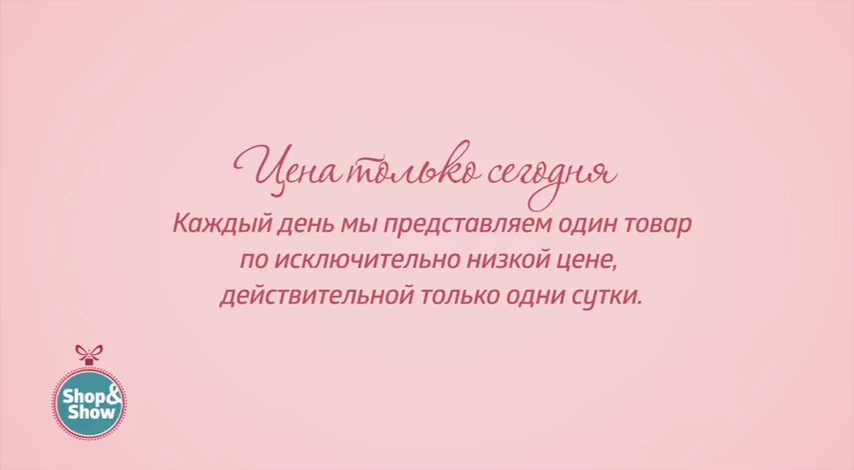 Цена только сегодня
Каждый день мы представляем один товар
по исключительно низкой цене,
действительной только одни сутки.
Shop&
Show